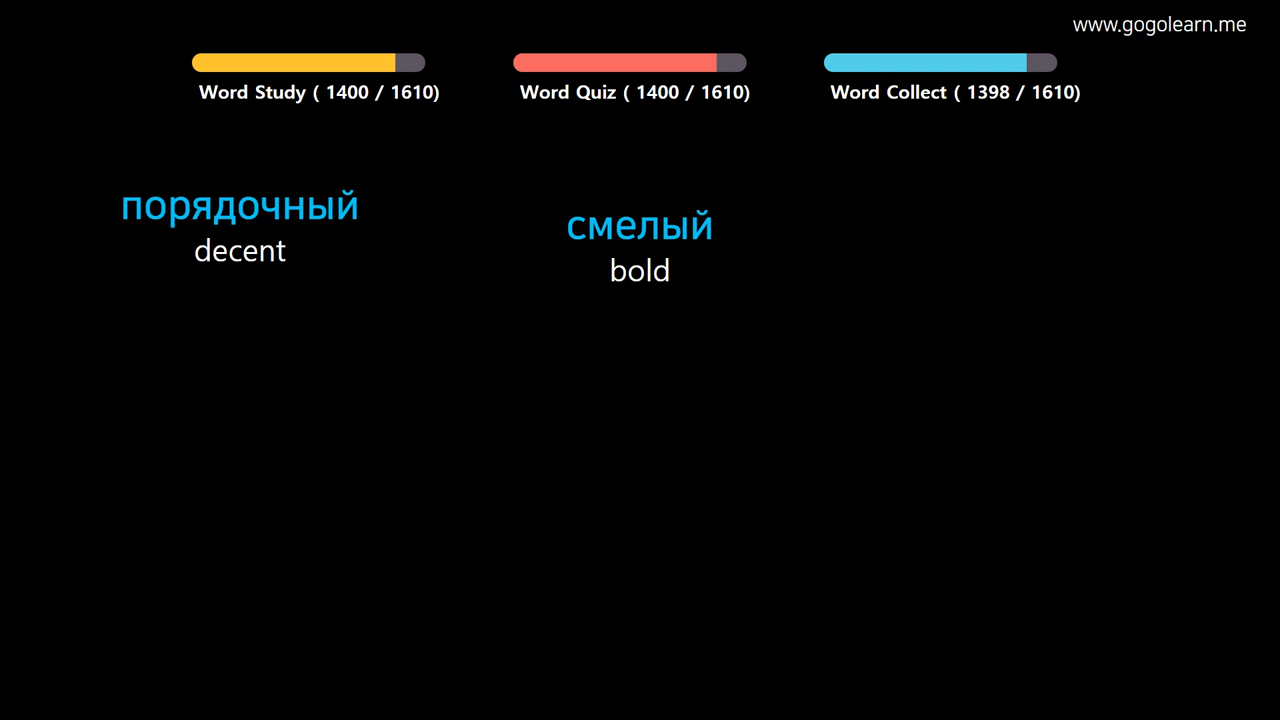 www.gogolearn.me
Word Study ( 1400 / 1610)
Word Quiz ( 1400 / 1610)
Word Collect ( 1398 / 1610)
порядочный
decent
смелый
bold